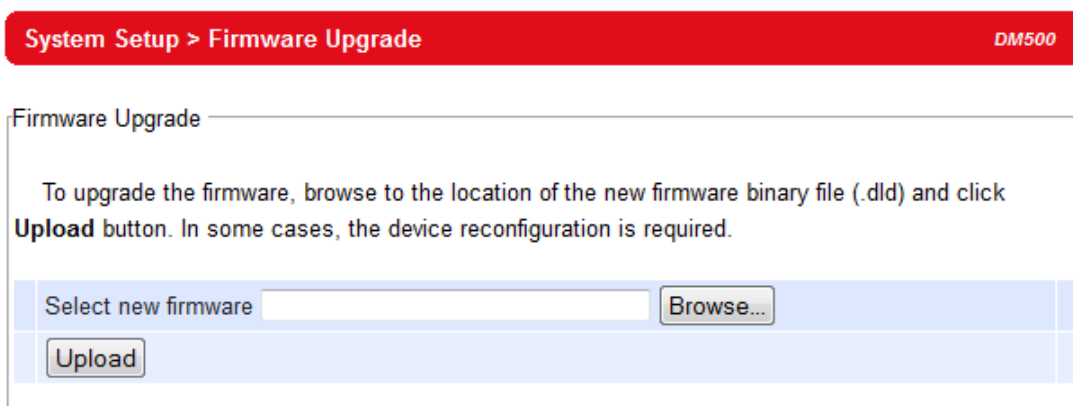 System Setup > Firmware Upgrade DM500
Firmware Upgrade
To upgrade the firmware, browse to the location of the new firmware binary file (.dld) and click
Upload button. In some cases, the device reconfiguration is required.
Select new firmware Browse...
Upload